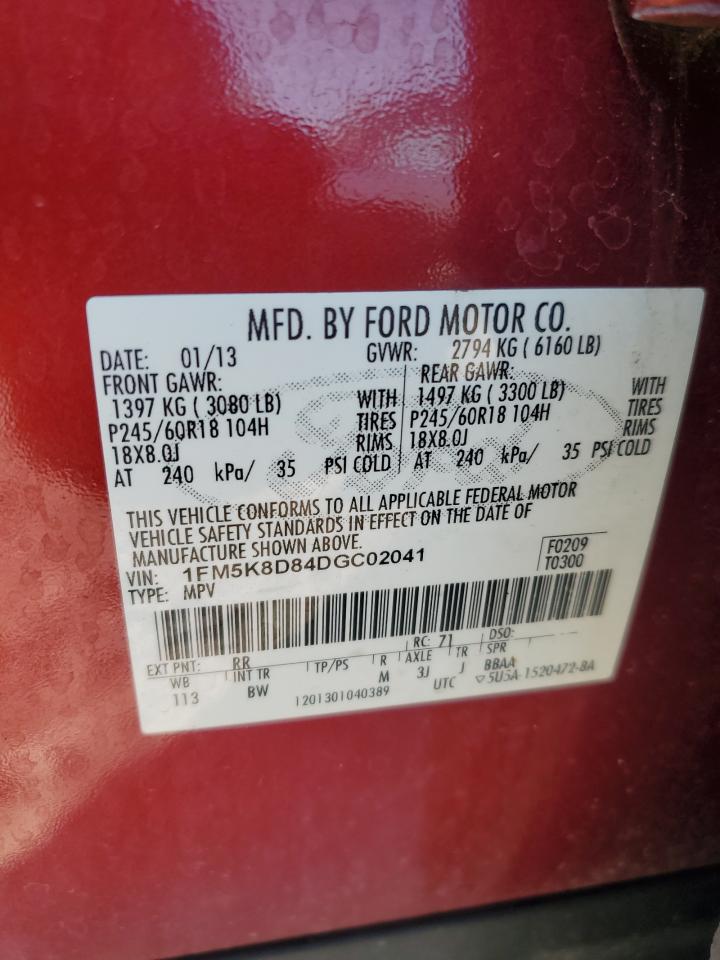 MFD. BY FORD MOTOR CO.
DATE: 01/13 GVWR: 2794 KG ( 6160 LB)
FRONT GAWR: REAR GAWR:
1397 KG ( 3080 LB) WITH 1497 KG ( 3300 LB) WITH
P245/60R18 104H TIRES P245/60R18 104H TIRES
18X8.0J RIMS 18X8.0J RIMS
AT 240 kPa/ 35 PSI COLD AT 240 kPa/ 35 PSI COLD
Ford
THIS VEHICLE CONFORMS TO ALL APPLICABLE FEDERAL MOTOR
VEHICLE SAFETY STANDARDS IN EFFECT ON THE DATE OF
MANUFACTURE SHOWN ABOVE.
VIN: 1FM5K8D84DGC02041 F0209
TYPE: MPV T0300
EXT PNT: RR RC: 71 DSO:
WB INT TR TP/PS R AXLE TR SPR
113 BW M 3J J BBAA
1201301040389 UTC ▽5U5A-1520472-BA